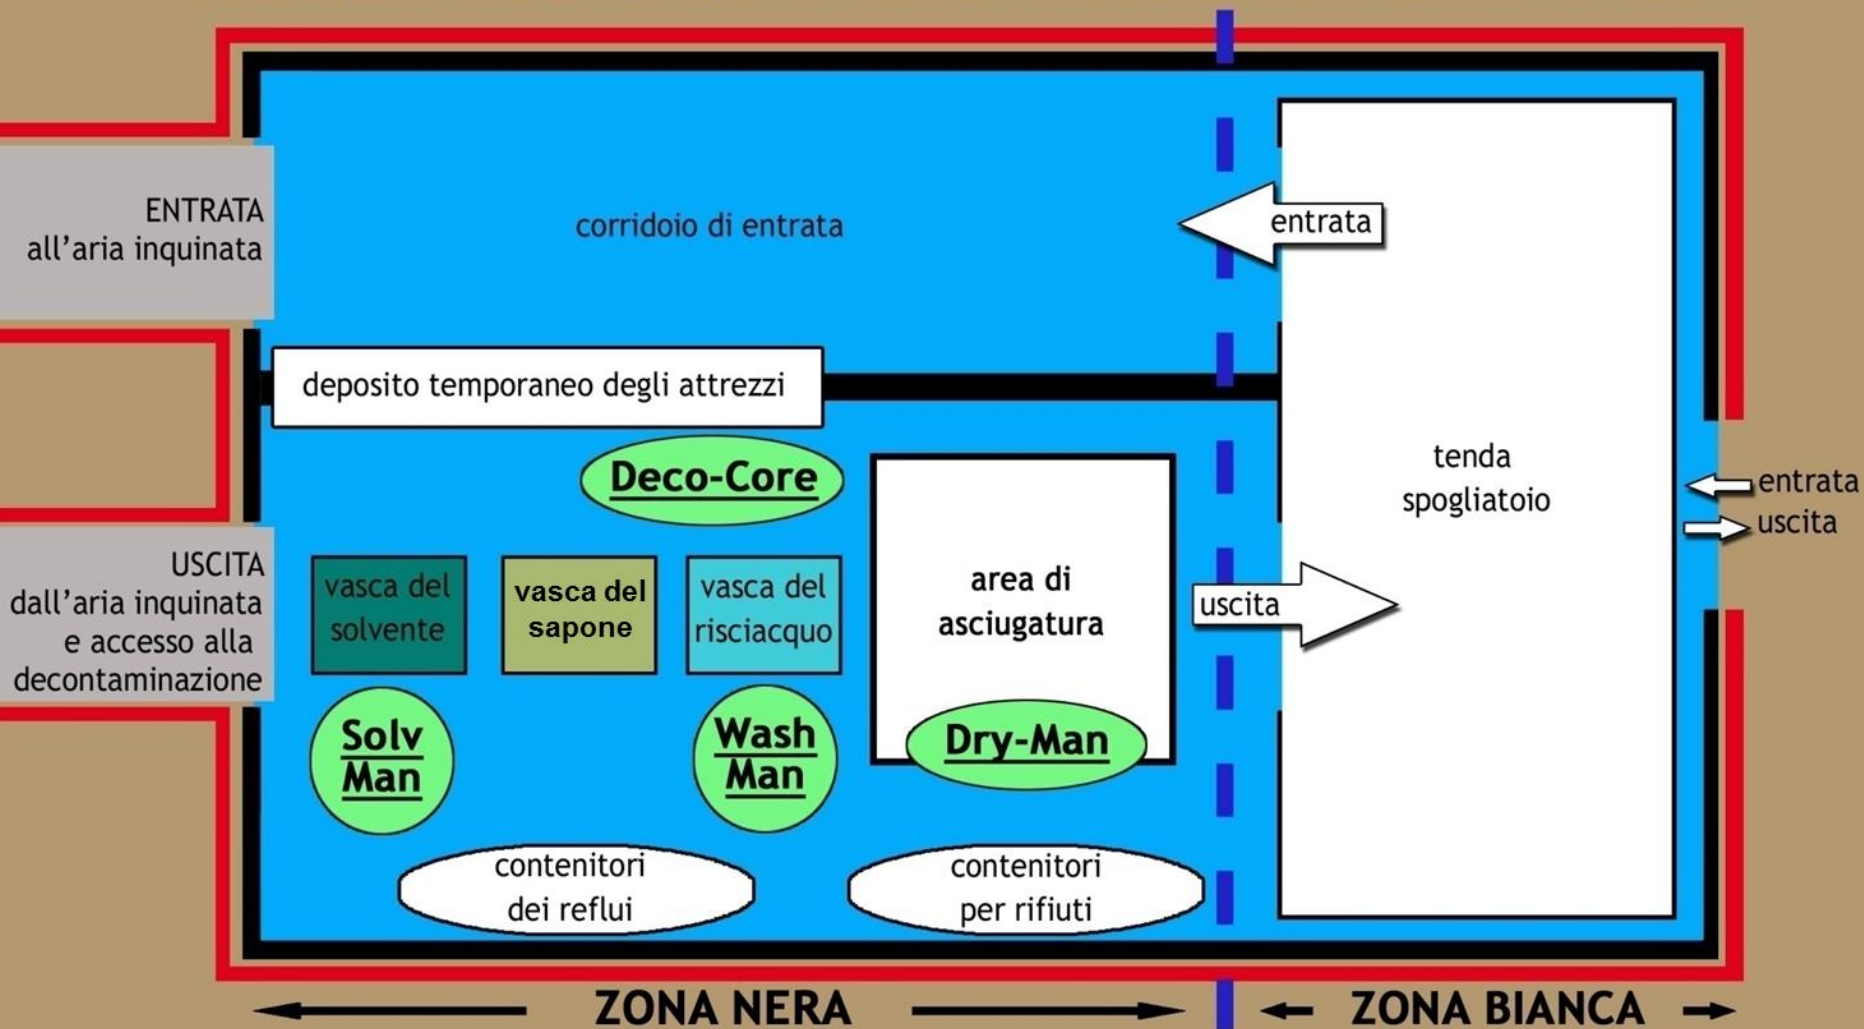 ENTRATA
all'aria inquinata
corridoio di entrata
entrata
deposito temporaneo degli attrezzi
Deco-Core
tenda
spogliatoio
entrata
uscita
USCITA
dall'aria inquinata
e accesso alla
decontaminazione
vasca del
solvente
vasca del
sapone
vasca del
risciacquo
area di
asciugatura
uscita
Solv
Man
Wash
Man
Dry-Man
contenitori
dei reflui
contenitori
per rifiuti
ZONA NERA
ZONA BIANCA